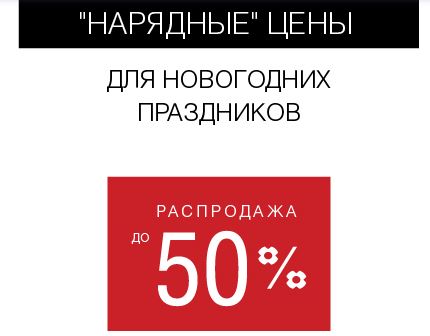 "НАРЯДНЫЕ" ЦЕНЫ
ДЛЯ НОВОГОДНИХ
ПРАЗДНИКОВ
РАСПРОДАЖА
ДО 50%